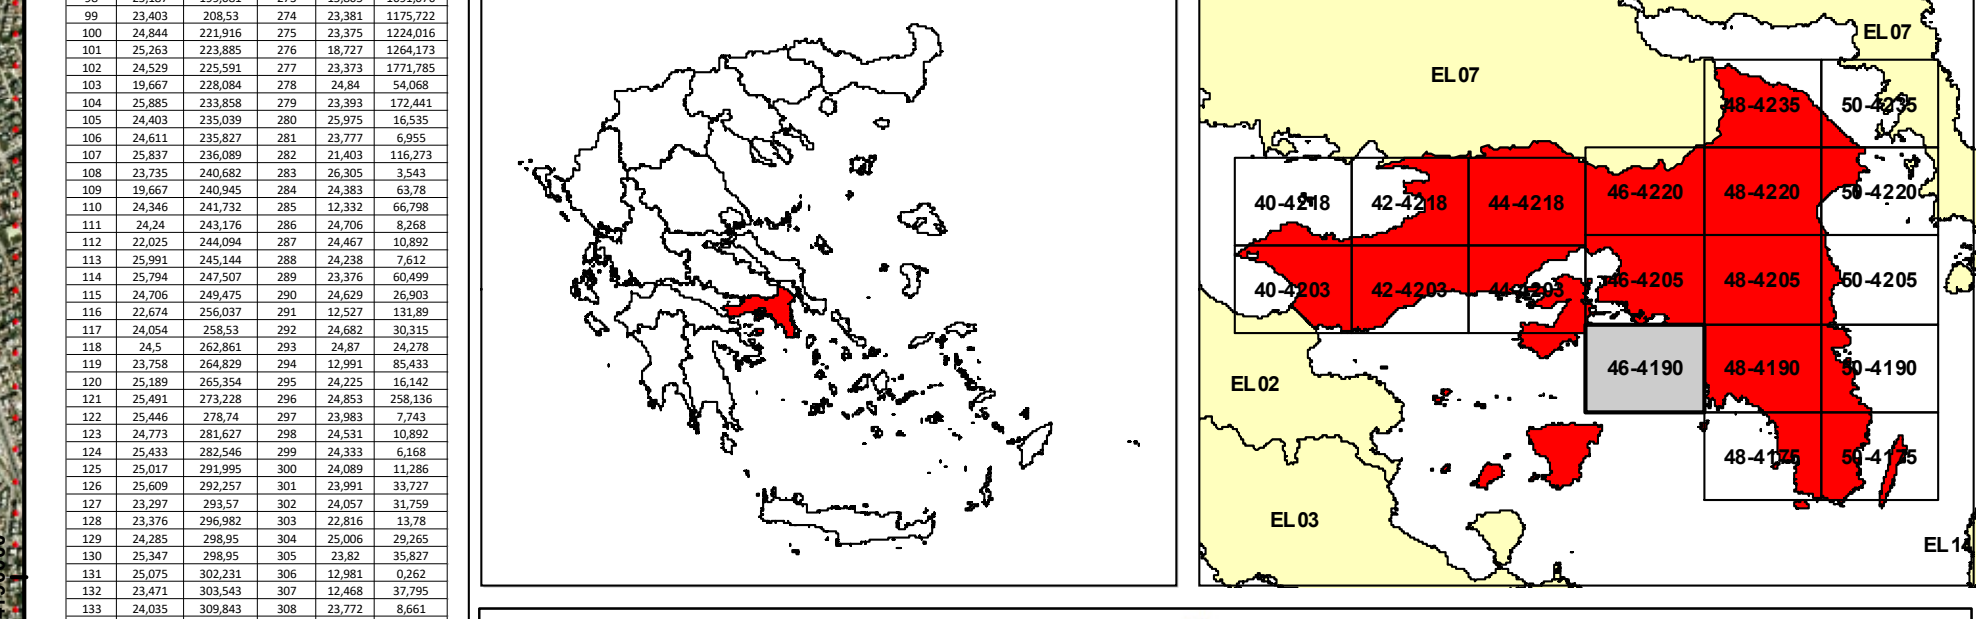 99 23,403 208,53 274 23,381 1175,722
100 24,844 221,916 275 23,375 1224,016
101 25,263 223,885 276 18,727 1264,173
102 24,529 225,591 277 23,373 1771,785
103 19,667 228,084 278 24,84 54,068
104 25,885 233,858 279 23,393 172,441
105 24,403 235,039 280 25,975 16,535
106 24,611 235,827 281 23,777 6,955
107 25,837 236,089 282 21,403 116,273
108 23,735 240,682 283 26,305 3,543
109 19,667 240,945 284 24,383 63,78
110 24,346 241,732 285 12,332 66,798
111 24,24 243,176 286 24,706 8,268
112 22,025 244,094 287 24,467 10,892
113 25,991 245,144 288 24,238 7,612
114 25,794 247,507 289 23,376 60,499
115 24,706 249,475 290 24,629 26,903
116 22,674 256,037 291 12,527 131,89
117 24,054 258,53 292 24,682 30,315
118 24,5 262,861 293 24,87 24,278
119 23,758 264,829 294 12,991 85,433
120 25,189 265,354 295 24,225 16,142
121 25,491 273,228 296 24,853 258,136
122 25,446 278,74 297 23,983 7,743
123 24,773 281,627 298 24,531 10,892
124 25,433 282,546 299 24,333 6,168
125 25,017 291,995 300 24,089 11,286
126 25,609 292,257 301 23,991 33,727
127 23,297 293,57 302 24,057 31,759
128 23,376 296,982 303 22,816 13,78
129 24,285 298,95 304 25,006 29,265
130 25,347 298,95 305 23,82 35,827
131 25,075 302,231 306 12,981 0,262
132 23,471 303,543 307 12,468 37,795
133 24,035 309,843 308 23,772 8,661
EL07
EL07
48-4235 50-4235
40-4218 42-4218 44-4218 46-4220 48-4220 50-4220
40-4203 42-4203 44-4203 46-4205 48-4205 50-4205
46-4190 48-4190 50-4190
EL02
48-4175 50-4175
EL03
EL14